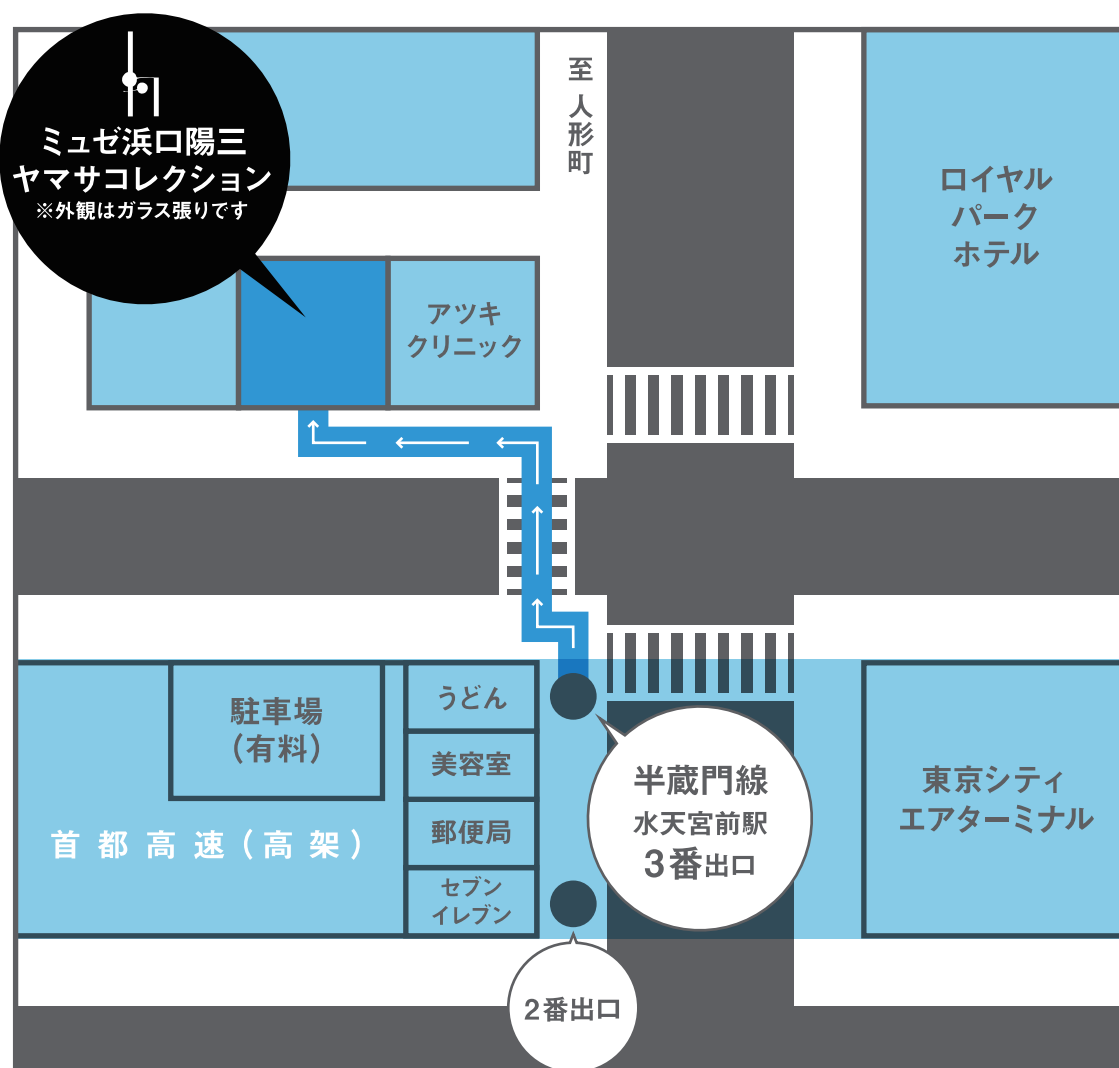 ミュゼ浜口陽三
ヤマサコレクション
※外観はガラス張りです
至 人形町
ロイヤル
パーク
ホテル
アツキ
クリニック
うどん
美容室
郵便局
セブン
イレブン
駐車場
(有料)
首都高速(高架)
半蔵門線
水天宮前駅
3番出口
2番出口
東京シティ
エアターミナル